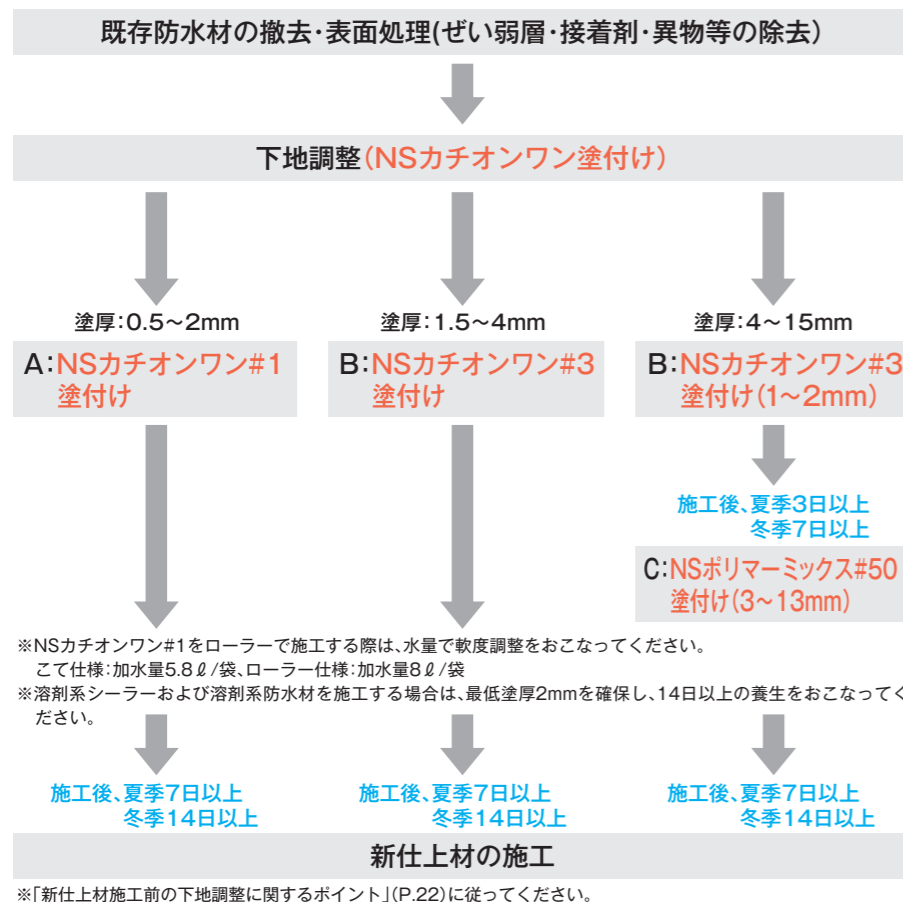 既存防水材の撤去･表面処理(ぜい弱層･接着剤･異物等の除去)
下地調整(NSカチオンワン塗付け)
塗厚:0.5～2mm
A:NSカチオンワン#1
塗付け
塗厚:1.5～4mm
B:NSカチオンワン#3
塗付け
塗厚:4～15mm
B:NSカチオンワン#3
塗付け(1～2mm)
施工後、夏季3日以上
冬季7日以上
C:NSポリマーミックス#50
塗付け(3～13mm)
※NSカチオンワン#1をローラーで施工する際は、水量で軟度調整をおこなってください。
こて仕様:加水量5.8ℓ/袋、ローラー仕様:加水量8ℓ/袋
※溶剤系シーラーおよび溶剤系防水材を施工する場合は、最低塗厚2mmを確保し、14日以上の養生をおこなってく
ださい。
施工後、夏季7日以上
冬季14日以上
施工後、夏季7日以上
冬季14日以上
施工後、夏季7日以上
冬季14日以上
新仕上材の施工
※｢新仕上材施工前の下地調整に関するポイント｣(P.22)に従ってください。